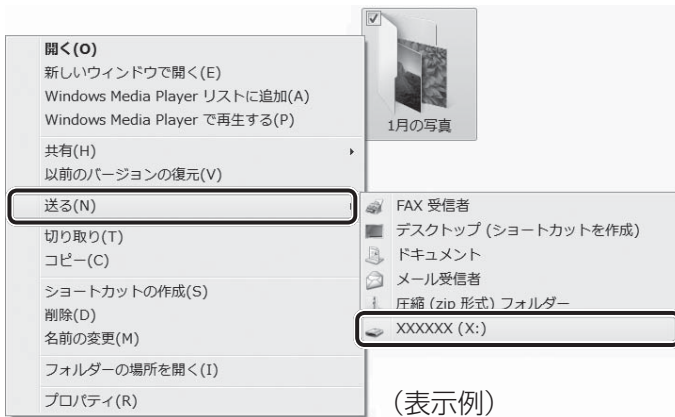 開く(O)
新しいウィンドウで開く(E)
Windows Media Player リストに追加(A)
Windows Media Player で再生する(P)
共有(H)
以前のバージョンの復元(V)
送る(N)
切り取り(T)
コピー(C)
ショートカットの作成(S)
削除(D)
名前の変更(M)
フォルダーの場所を開く(I)
プロパティ(R)
1月の写真
FAX 受信者
デスクトップ (ショートカットを作成)
ドキュメント
メール受信者
圧縮 (zip 形式) フォルダー
XXXXXX (X:)
(表示例)